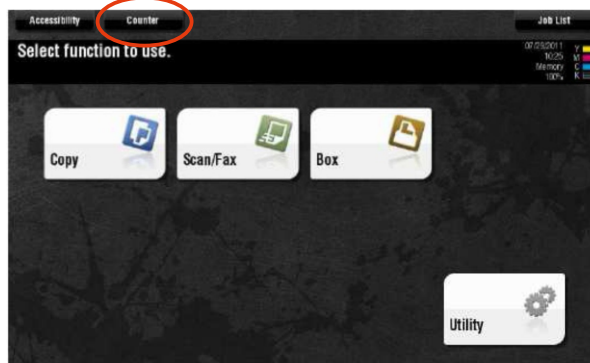 Accessibility
Counter
Job List
Select function to use.
07/29/2011
10:25
Memory
100%
Y
M
C
K
Copy
Scan/Fax
Box
Utility